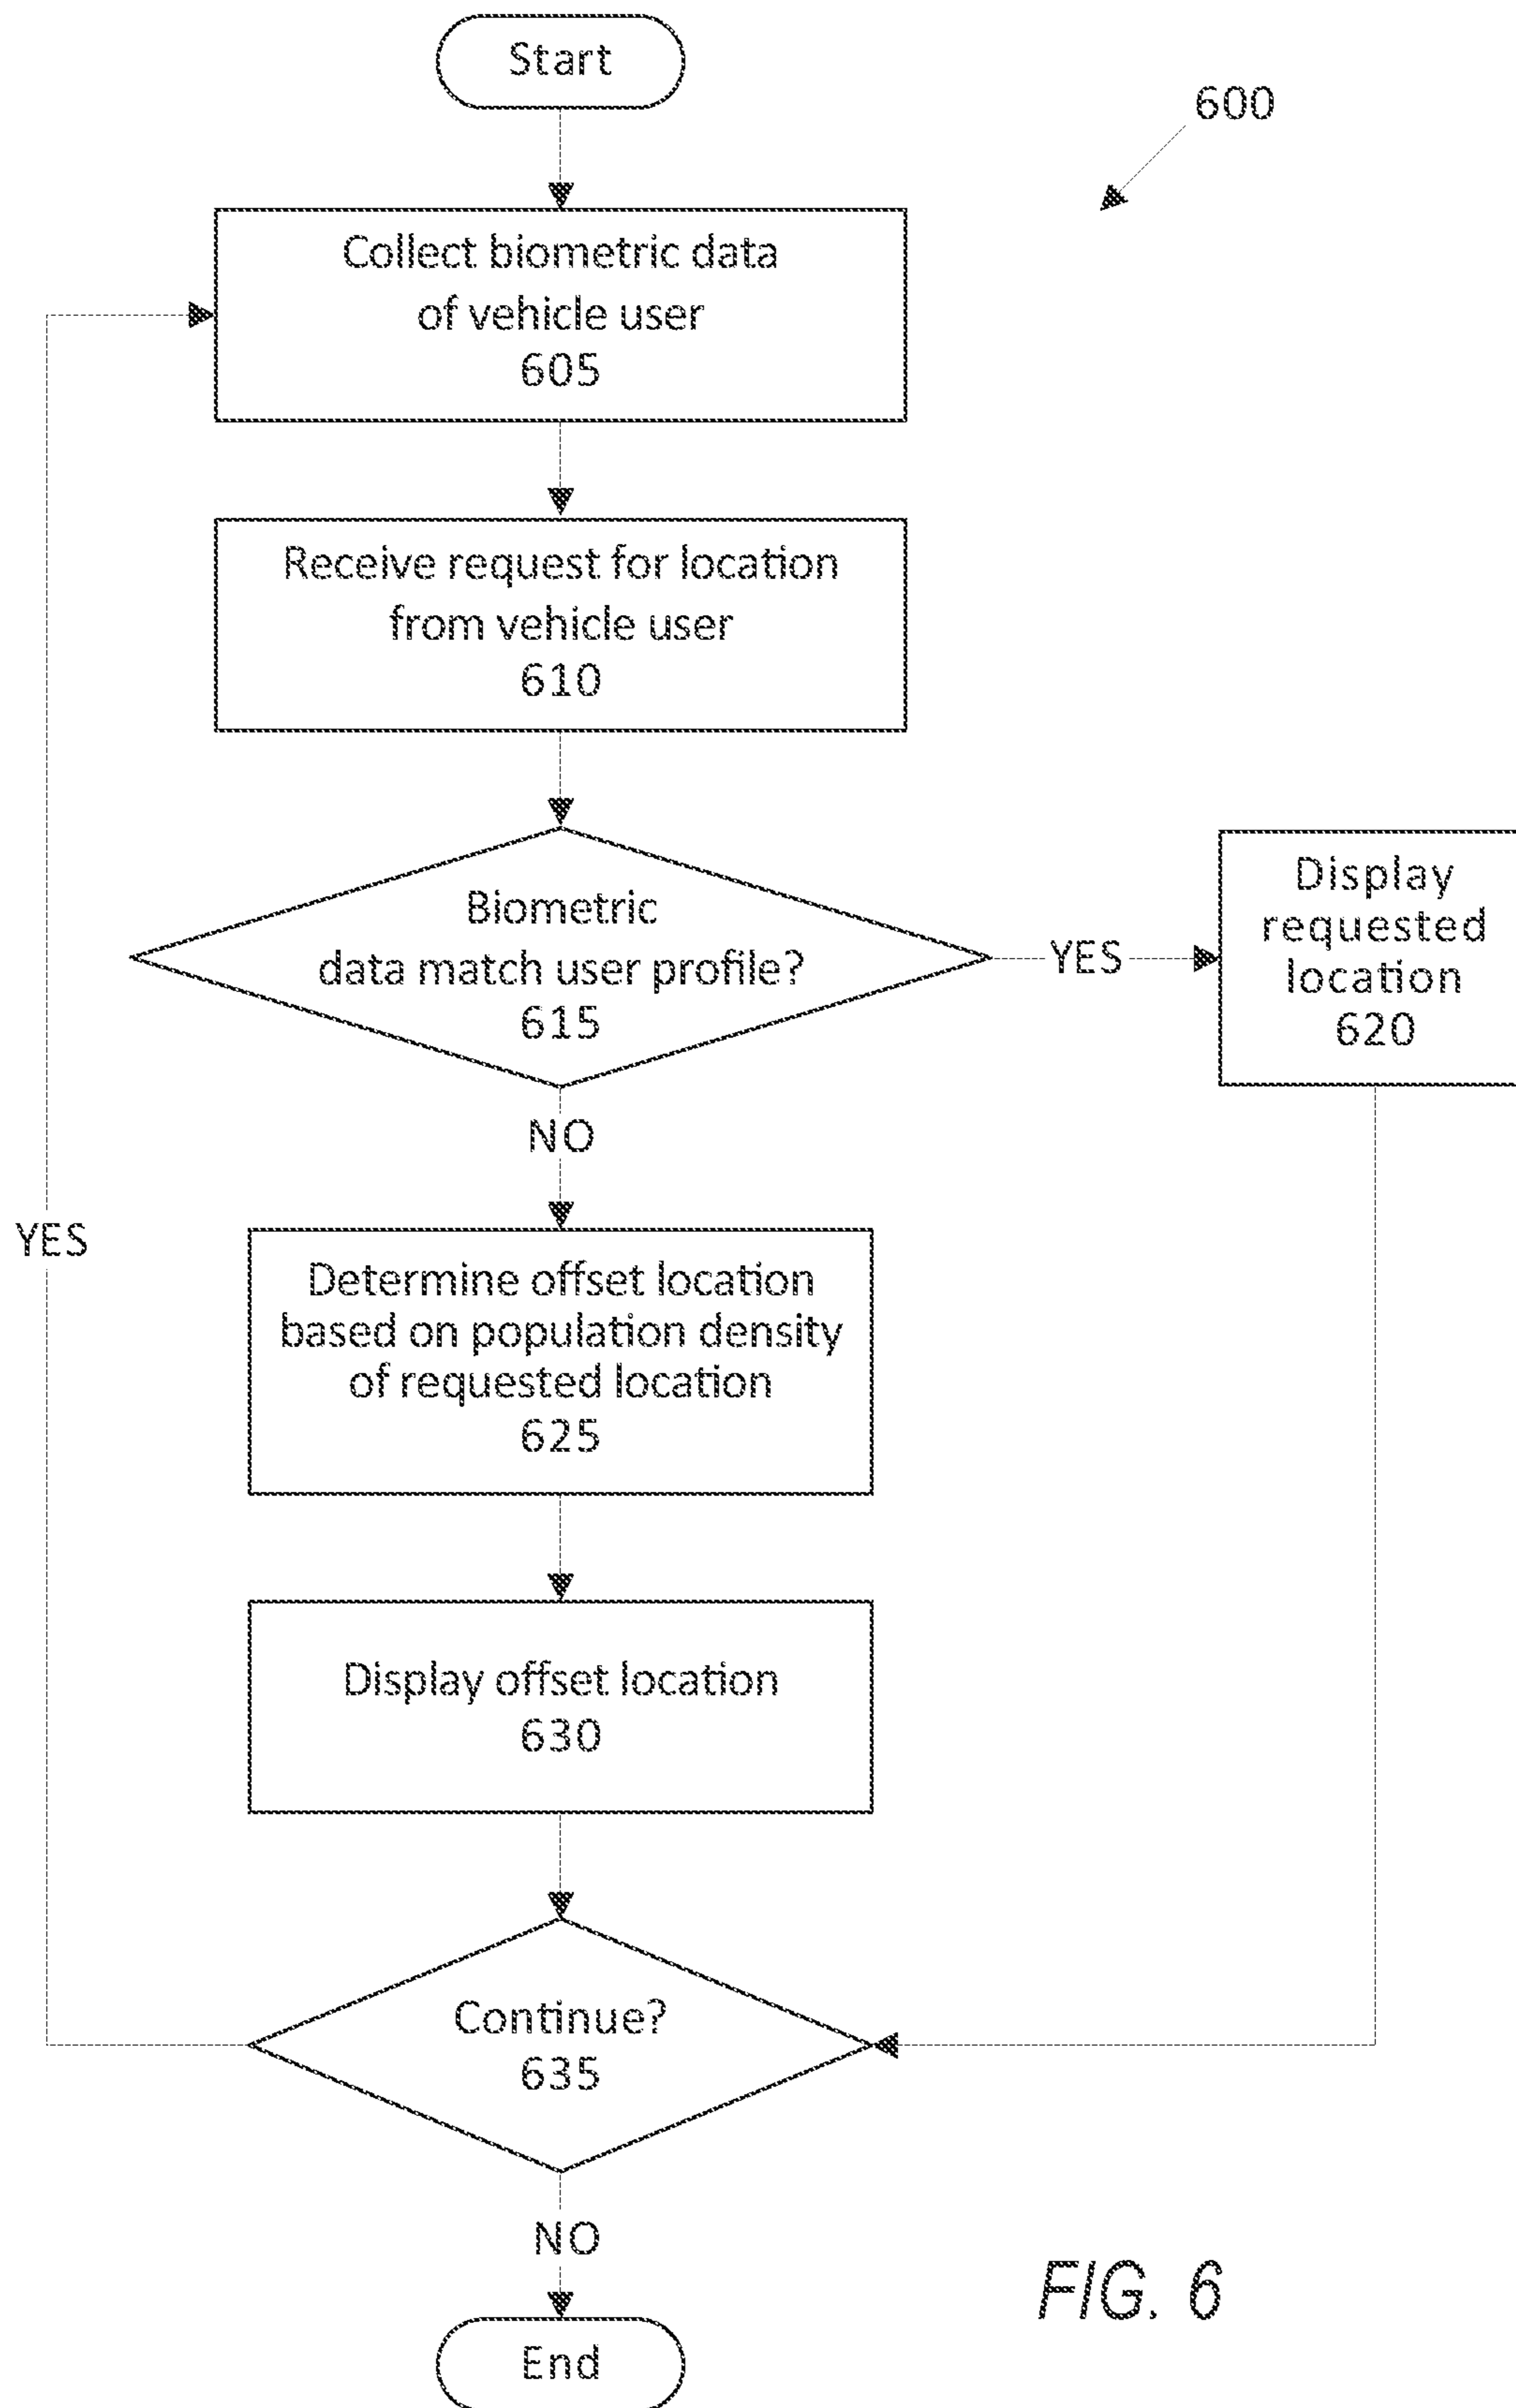 Start
600
Collect biometric data
of vehicle user
605
Receive request for location
from vehicle user
610
Biometric
data match user profile?
615
YES
Display
requested
location
620
NO
YES
Determine offset location
based on population density
of requested location
625
Display offset location
630
Continue?
635
NO
FIG. 6
End